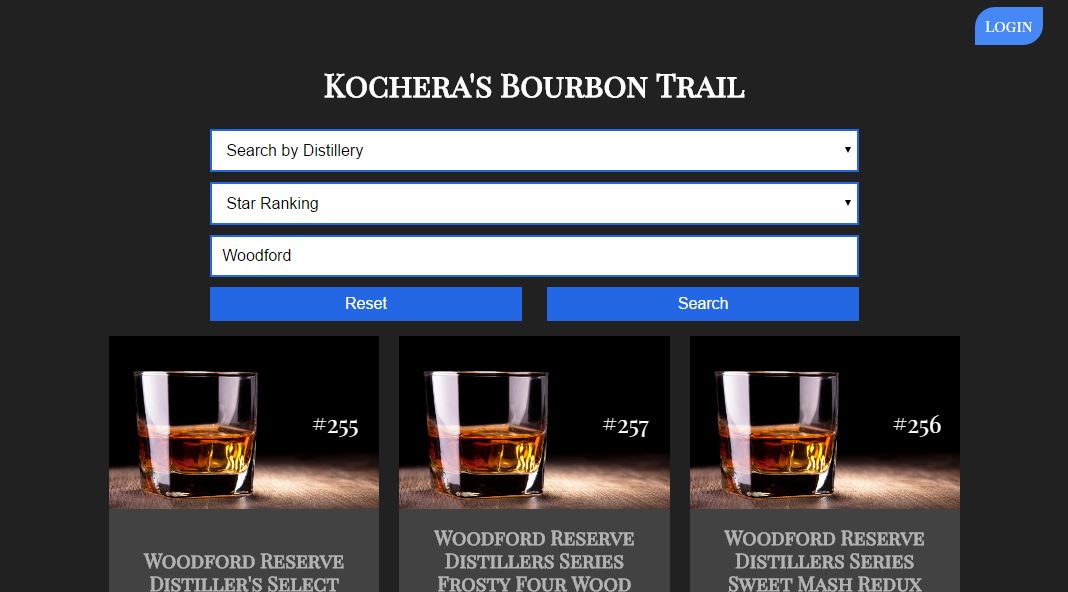 Login
Kochera's Bourbon Trail
Search by Distillery
Star Ranking
Woodford
Reset Search
#255 #257 #256
Woodford Reserve
Distiller's Select
Woodford Reserve
Distillers Series
Frosty Four Wood
Woodford Reserve
Distillers Series
Sweet Mash Redux